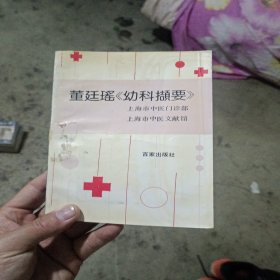 董廷瑶《幼科撷要》
上海市中医门诊部
上海市中医文献馆
百家出版社